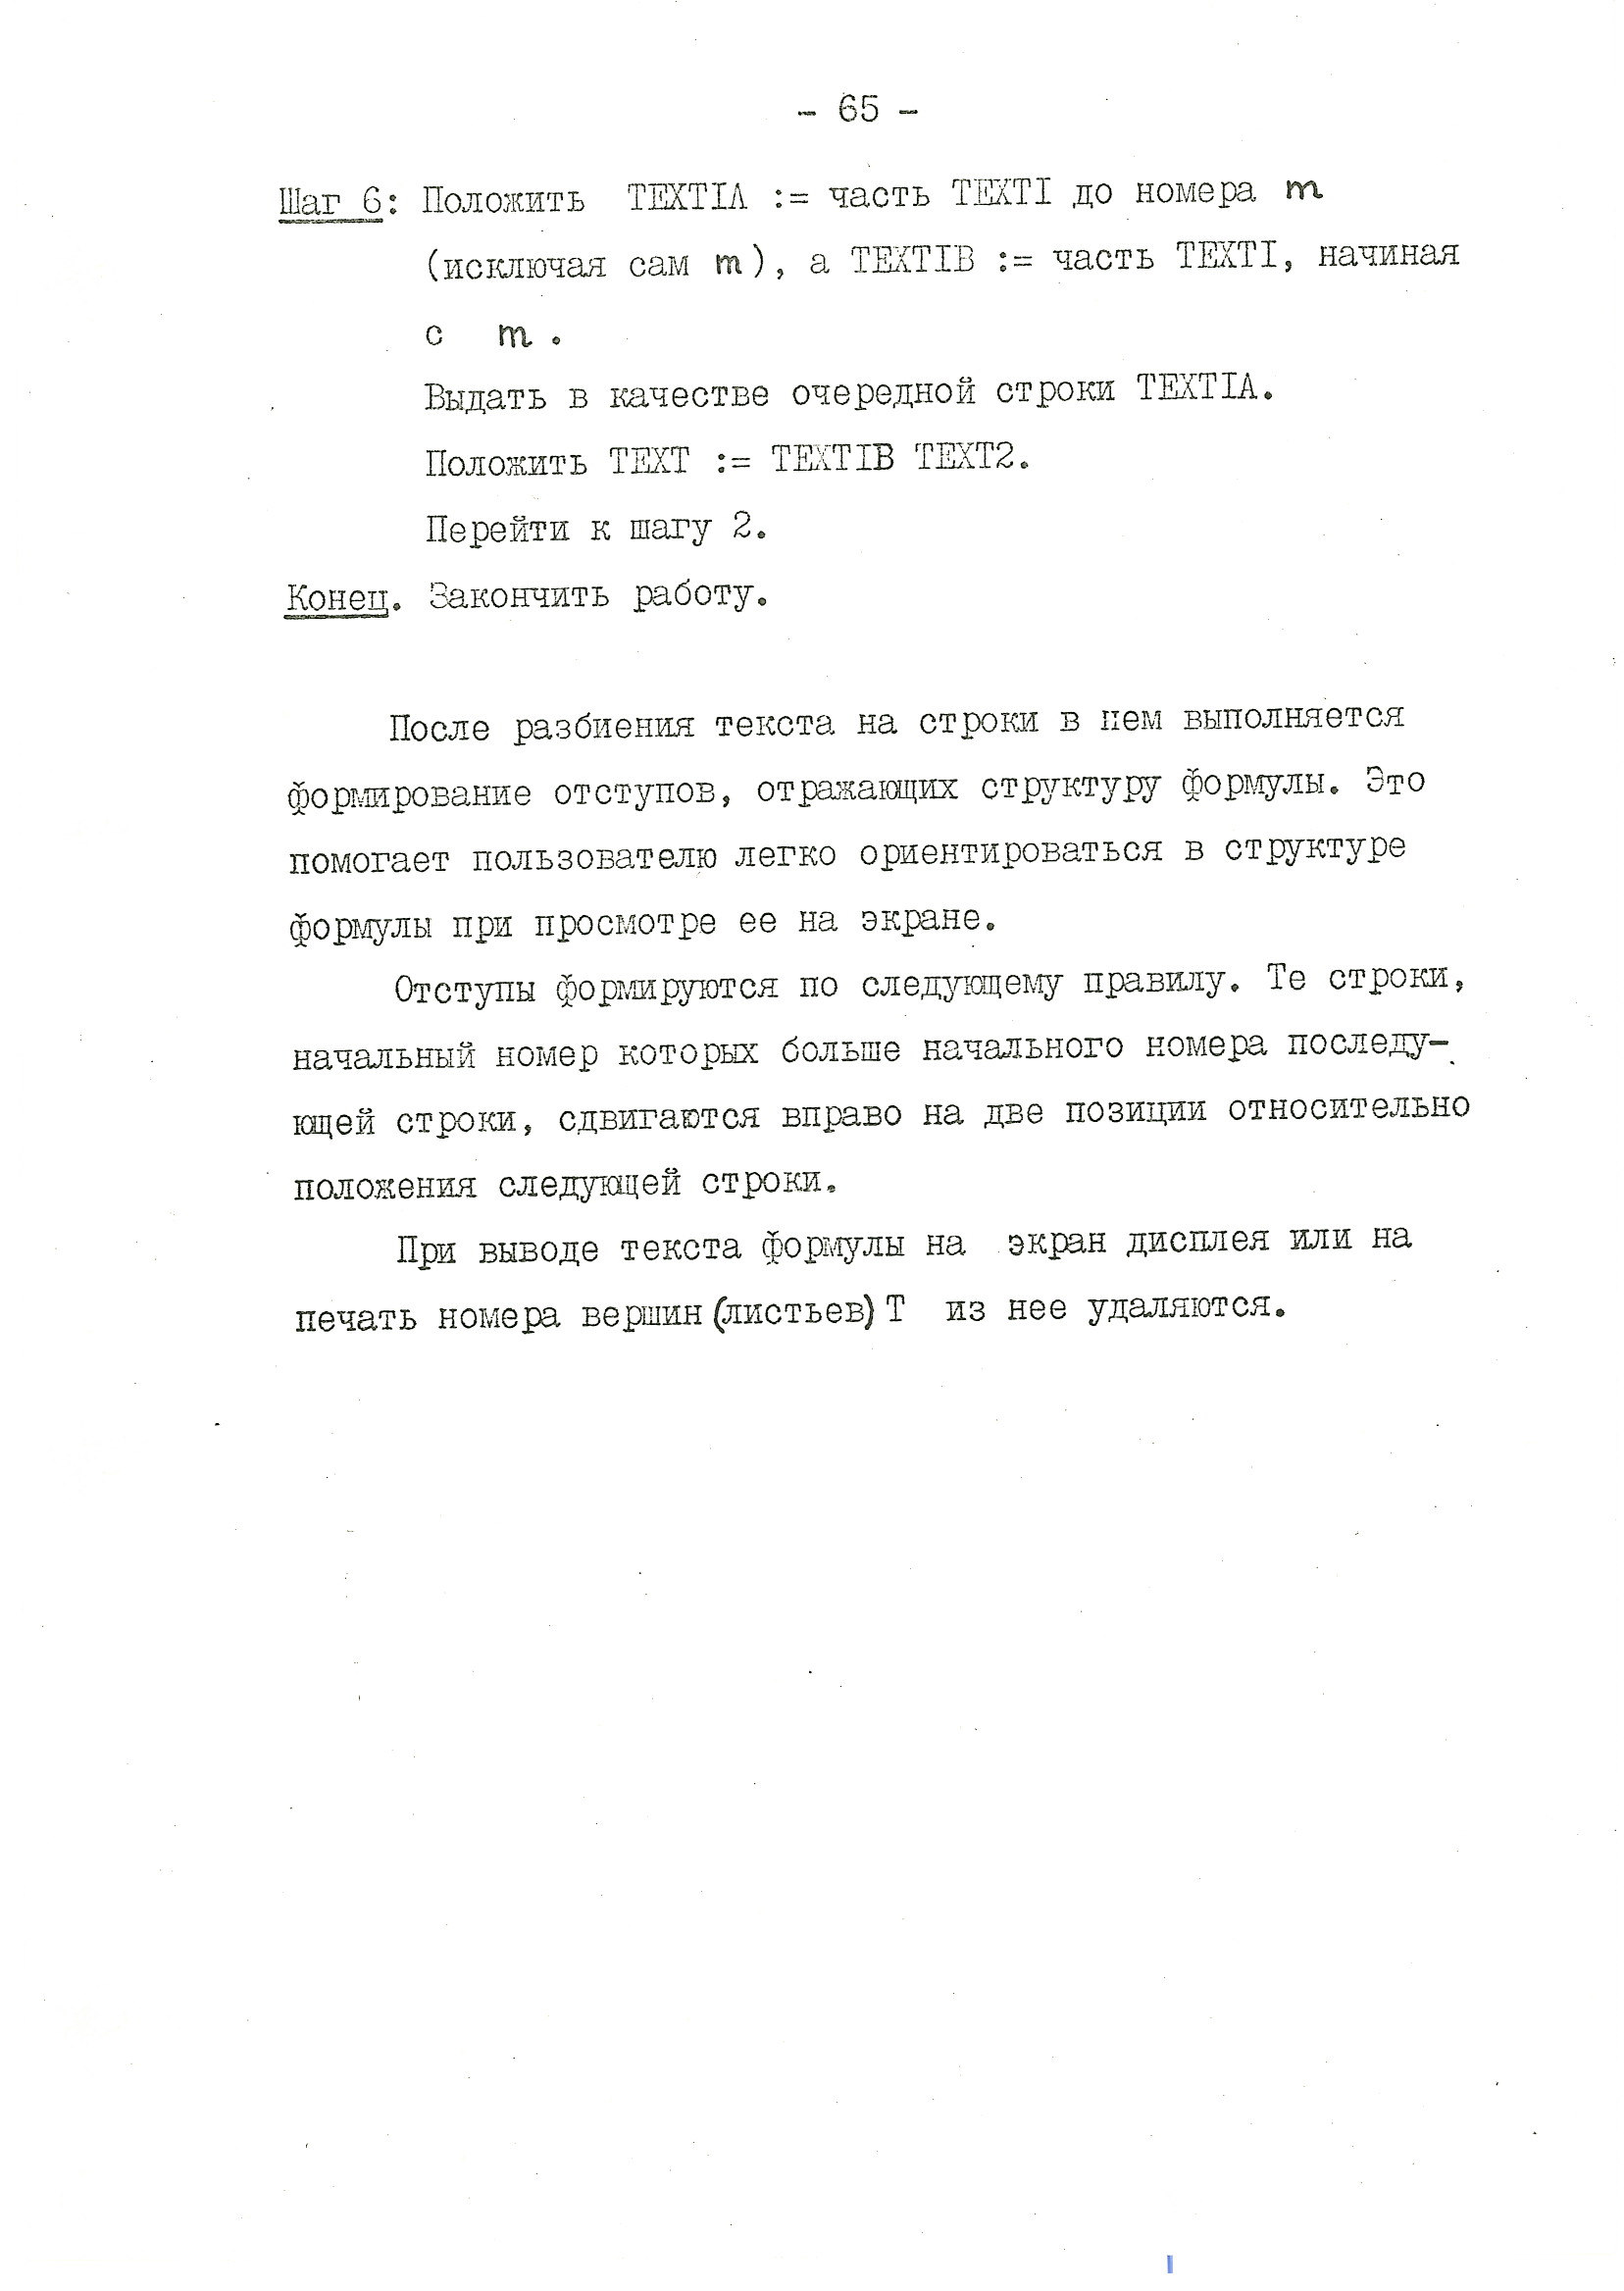 - 65 -
Шаг 6: Положить TEXTIA := часть TEXTI до номера m
(исключая сам m), а TEXTIB := часть TEXTI, начиная
с m.
Выдать в качестве очередной строки TEXTIA.
Положить TEXT := TEXTIB TEXT2.
Перейти к шагу 2.
Конец. Закончить работу.
После разбиения текста на строки в нем выполняется
формирование отступов, отражающих структуру формулы. Это
помогает пользователю легко ориентироваться в структуре
формулы при просмотре ее на экране.
Отступы формируются по следующему правилу. Те строки,
начальный номер которых больше начального номера последу-
ющей строки, сдвигаются вправо на две позиции относительно
положения следующей строки.
При выводе текста формулы на экран дисплея или на
печать номера вершин (листьев) T из нее удаляются.